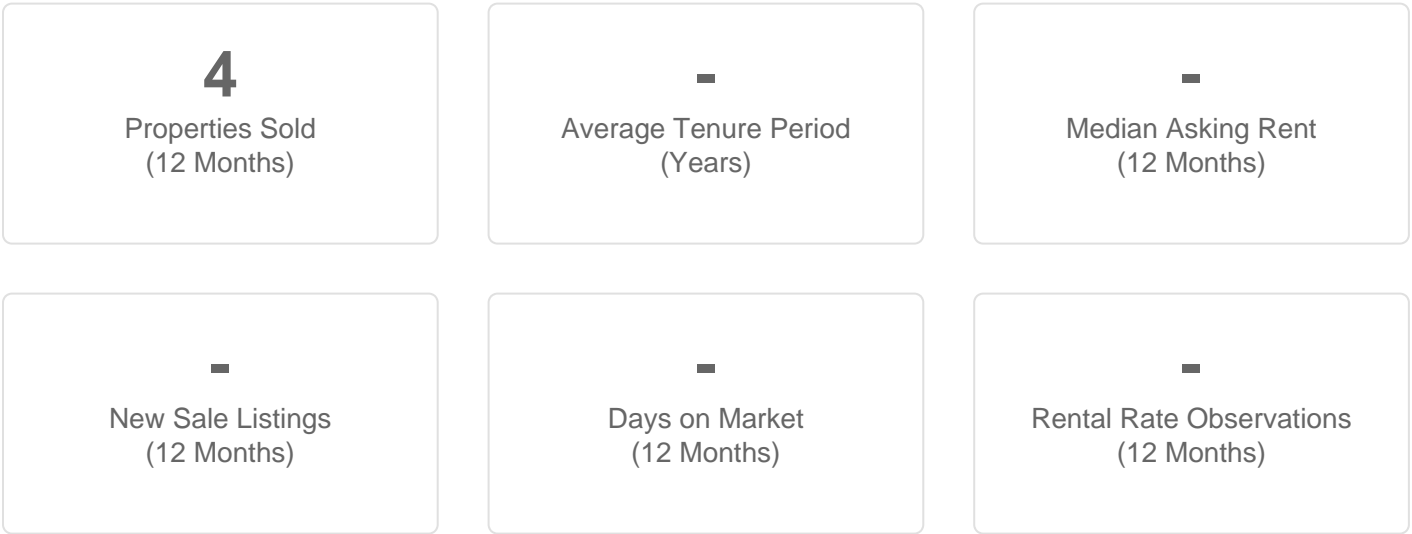 4
Properties Sold
(12 Months)
-
Average Tenure Period
(Years)
-
Median Asking Rent
(12 Months)
-
New Sale Listings
(12 Months)
-
Days on Market
(12 Months)
-
Rental Rate Observations
(12 Months)